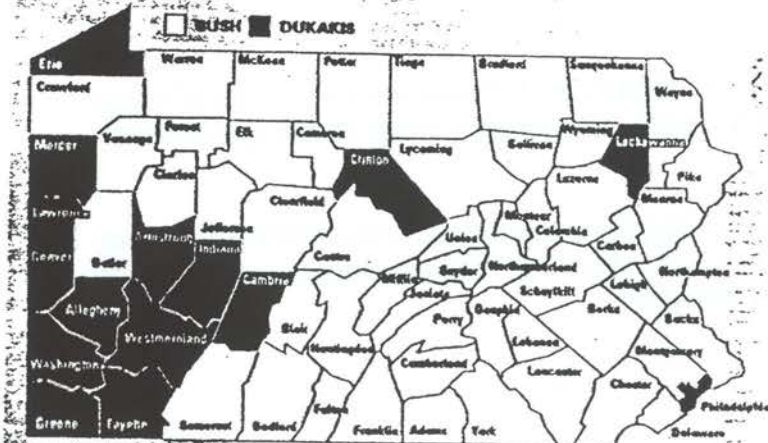 BUSH DUKAKIS
Erie
Warren
McKean
Potter
Tioga
Bradford
Susquehanna
Wayne
Crawford
Mercer
Venango
Forest
Elk
Cameron
Clinton
Lycoming
Sullivan
Wyoming
Lackawanna
Pike
Clarion
Clearfield
Luzerne
Monroe
Lawrence
Armstrong
Jefferson
Indiana
Centre
Union
Montour
Columbia
Carbon
Beaver
Butler
Cambria
Mifflin
Snyder
Northumberland
Northampton
Juniata
Schuylkill
Lehigh
Allegheny
Westmoreland
Blair
Perry
Dauphin
Berks
Bucks
Huntingdon
Lebanon
Montgomery
Washington
Cumberland
Lancaster
Chester
Greene
Fayette
Somerset
Bedford
Fulton
Franklin
Adams
York
Philadelphia
Delaware